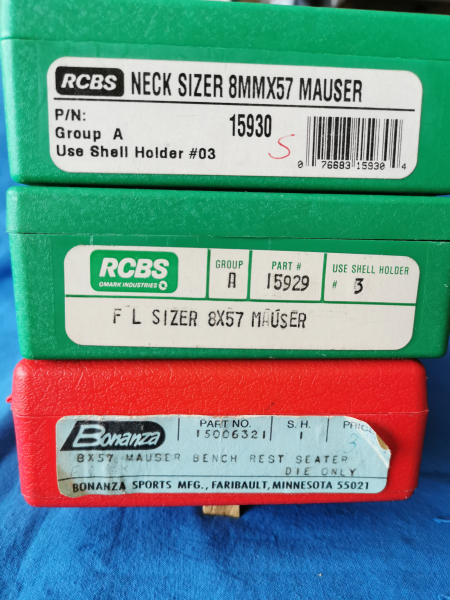 RCBS NECK SIZER 8MMX57 MAUSER
P/N: 15930
Group A
Use Shell Holder #03
S
0 76683 15930 4
RCBS
OMARK INDUSTRIES
GROUP PART # USE SHELL HOLDER
A 15929 # 3
F L SIZER 8X57 MAUSER
Bonanza
PART NO. S. H. PRICE
15006321 1 3
8X57 MAUSER BENCH REST SEATER
DIE ONLY
BONANZA SPORTS MFG., FARIBAULT, MINNESOTA 55021